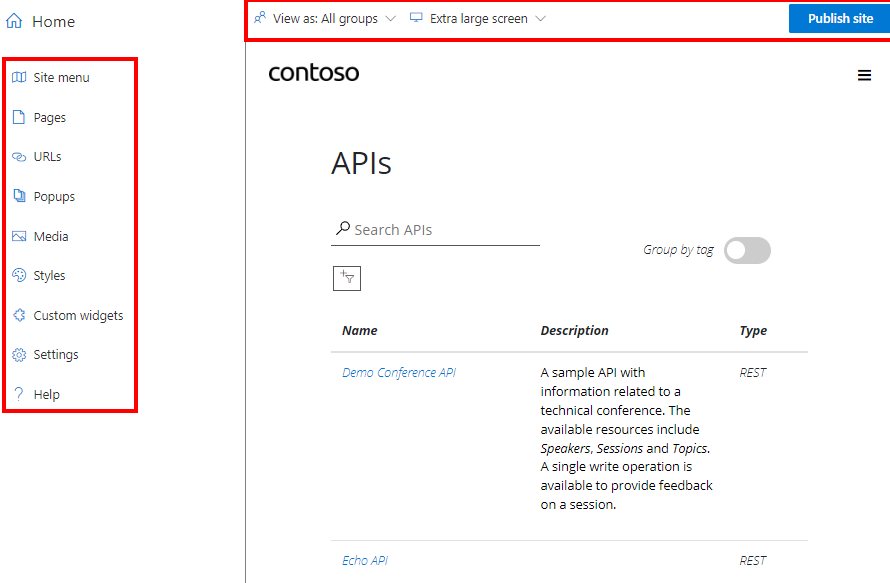 Home
Site menu
Pages
URLs
Popups
Media
Styles
Custom widgets
Settings
Help
View as: All groups
Extra large screen
Publish site
contoso
APIs
Search APIs
Group by tag
Name Description Type
Demo Conference API
A sample API with
information related to a
technical conference. The
available resources include
Speakers, Sessions and Topics.
A single write operation is
available to provide feedback
on a session.
REST
Echo API
REST